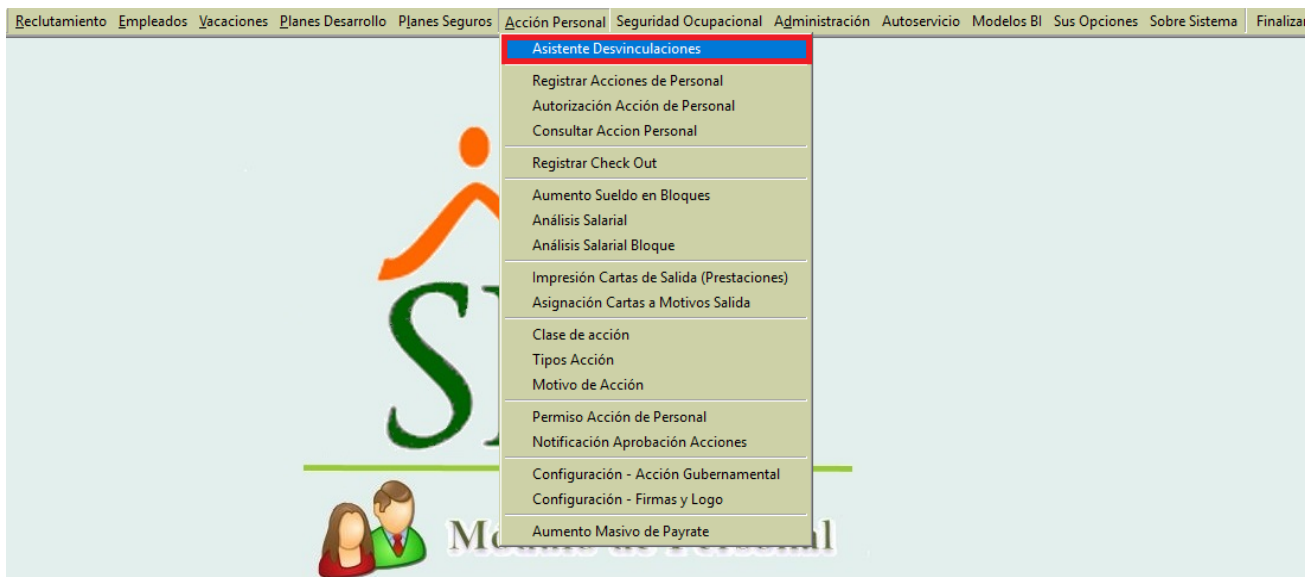 Reclutamiento Empleados Vacaciones Planes Desarrollo Planes Seguros Acción Personal Seguridad Ocupacional Administración Autoservicio Modelos BI Sus Opciones Sobre Sistema Finalizar
Asistente Desvinculaciones
Registrar Acciones de Personal
Autorización Acción de Personal
Consultar Accion Personal
Registrar Check Out
Aumento Sueldo en Bloques
Análisis Salarial
Análisis Salarial Bloque
Impresión Cartas de Salida (Prestaciones)
Asignación Cartas a Motivos Salida
Clase de acción
Tipos Acción
Motivo de Acción
Permiso Acción de Personal
Notificación Aprobación Acciones
Configuración - Acción Gubernamental
Configuración - Firmas y Logo
Aumento Masivo de Payrate